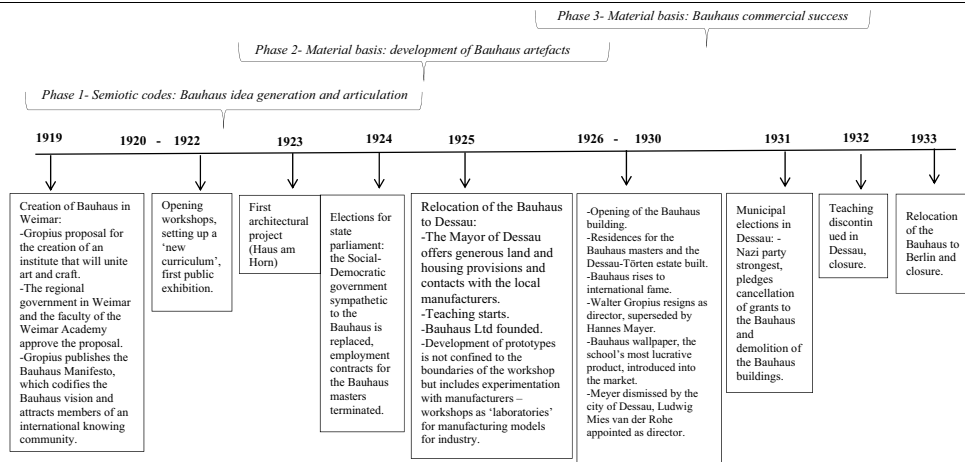 Phase 3- Material basis: Bauhaus commercial success
Phase 2- Material basis: development of Bauhaus artefacts
Phase 1- Semiotic codes: Bauhaus idea generation and articulation
1919
1920 - 1922
1923
1924
1925
1926 - 1930
1931
1932
1933
Creation of Bauhaus in
Weimar:
-Gropius proposal for
the creation of an
institute that will unite
art and craft.
-The regional
government in Weimar
and the faculty of the
Weimar Academy
approve the proposal.
-Gropius publishes the
Bauhaus Manifesto,
which codifies the
Bauhaus vision and
attracts members of an
international knowing
community.
Opening
workshops,
setting up a
'new
curriculum',
first public
exhibition.
First
architectural
project
(Haus am
Horn)
Elections for
state
parliament:
the Social-
Democratic
government
sympathetic
to the
Bauhaus is
replaced,
employment
contracts for
the Bauhaus
masters
terminated.
Relocation of the Bauhaus
to Dessau:
-The Mayor of Dessau
offers generous land and
housing provisions and
contacts with the local
manufacturers.
-Teaching starts.
-Bauhaus Ltd founded.
-Development of prototypes
is not confined to the
boundaries of the workshop
but includes experimentation
with manufacturers –
workshops as 'laboratories'
for manufacturing models
for industry.
-Opening of the Bauhaus
building.
-Residences for the
Bauhaus masters and the
Dessau-Törten estate built.
-Bauhaus rises to
international fame.
-Walter Gropius resigns as
director, superseded by
Hannes Mayer.
-Bauhaus wallpaper, the
school's most lucrative
product, introduced into
the market.
-Meyer dismissed by the
city of Dessau, Ludwig
Mies van der Rohe
appointed as director.
Municipal
elections in
Dessau: -
Nazi party
strongest,
pledges
cancellation
of grants to
the Bauhaus
and
demolition of
the Bauhaus
buildings.
Teaching
discontin
ued in
Dessau,
closure.
Relocation
of the
Bauhaus to
Berlin and
closure.